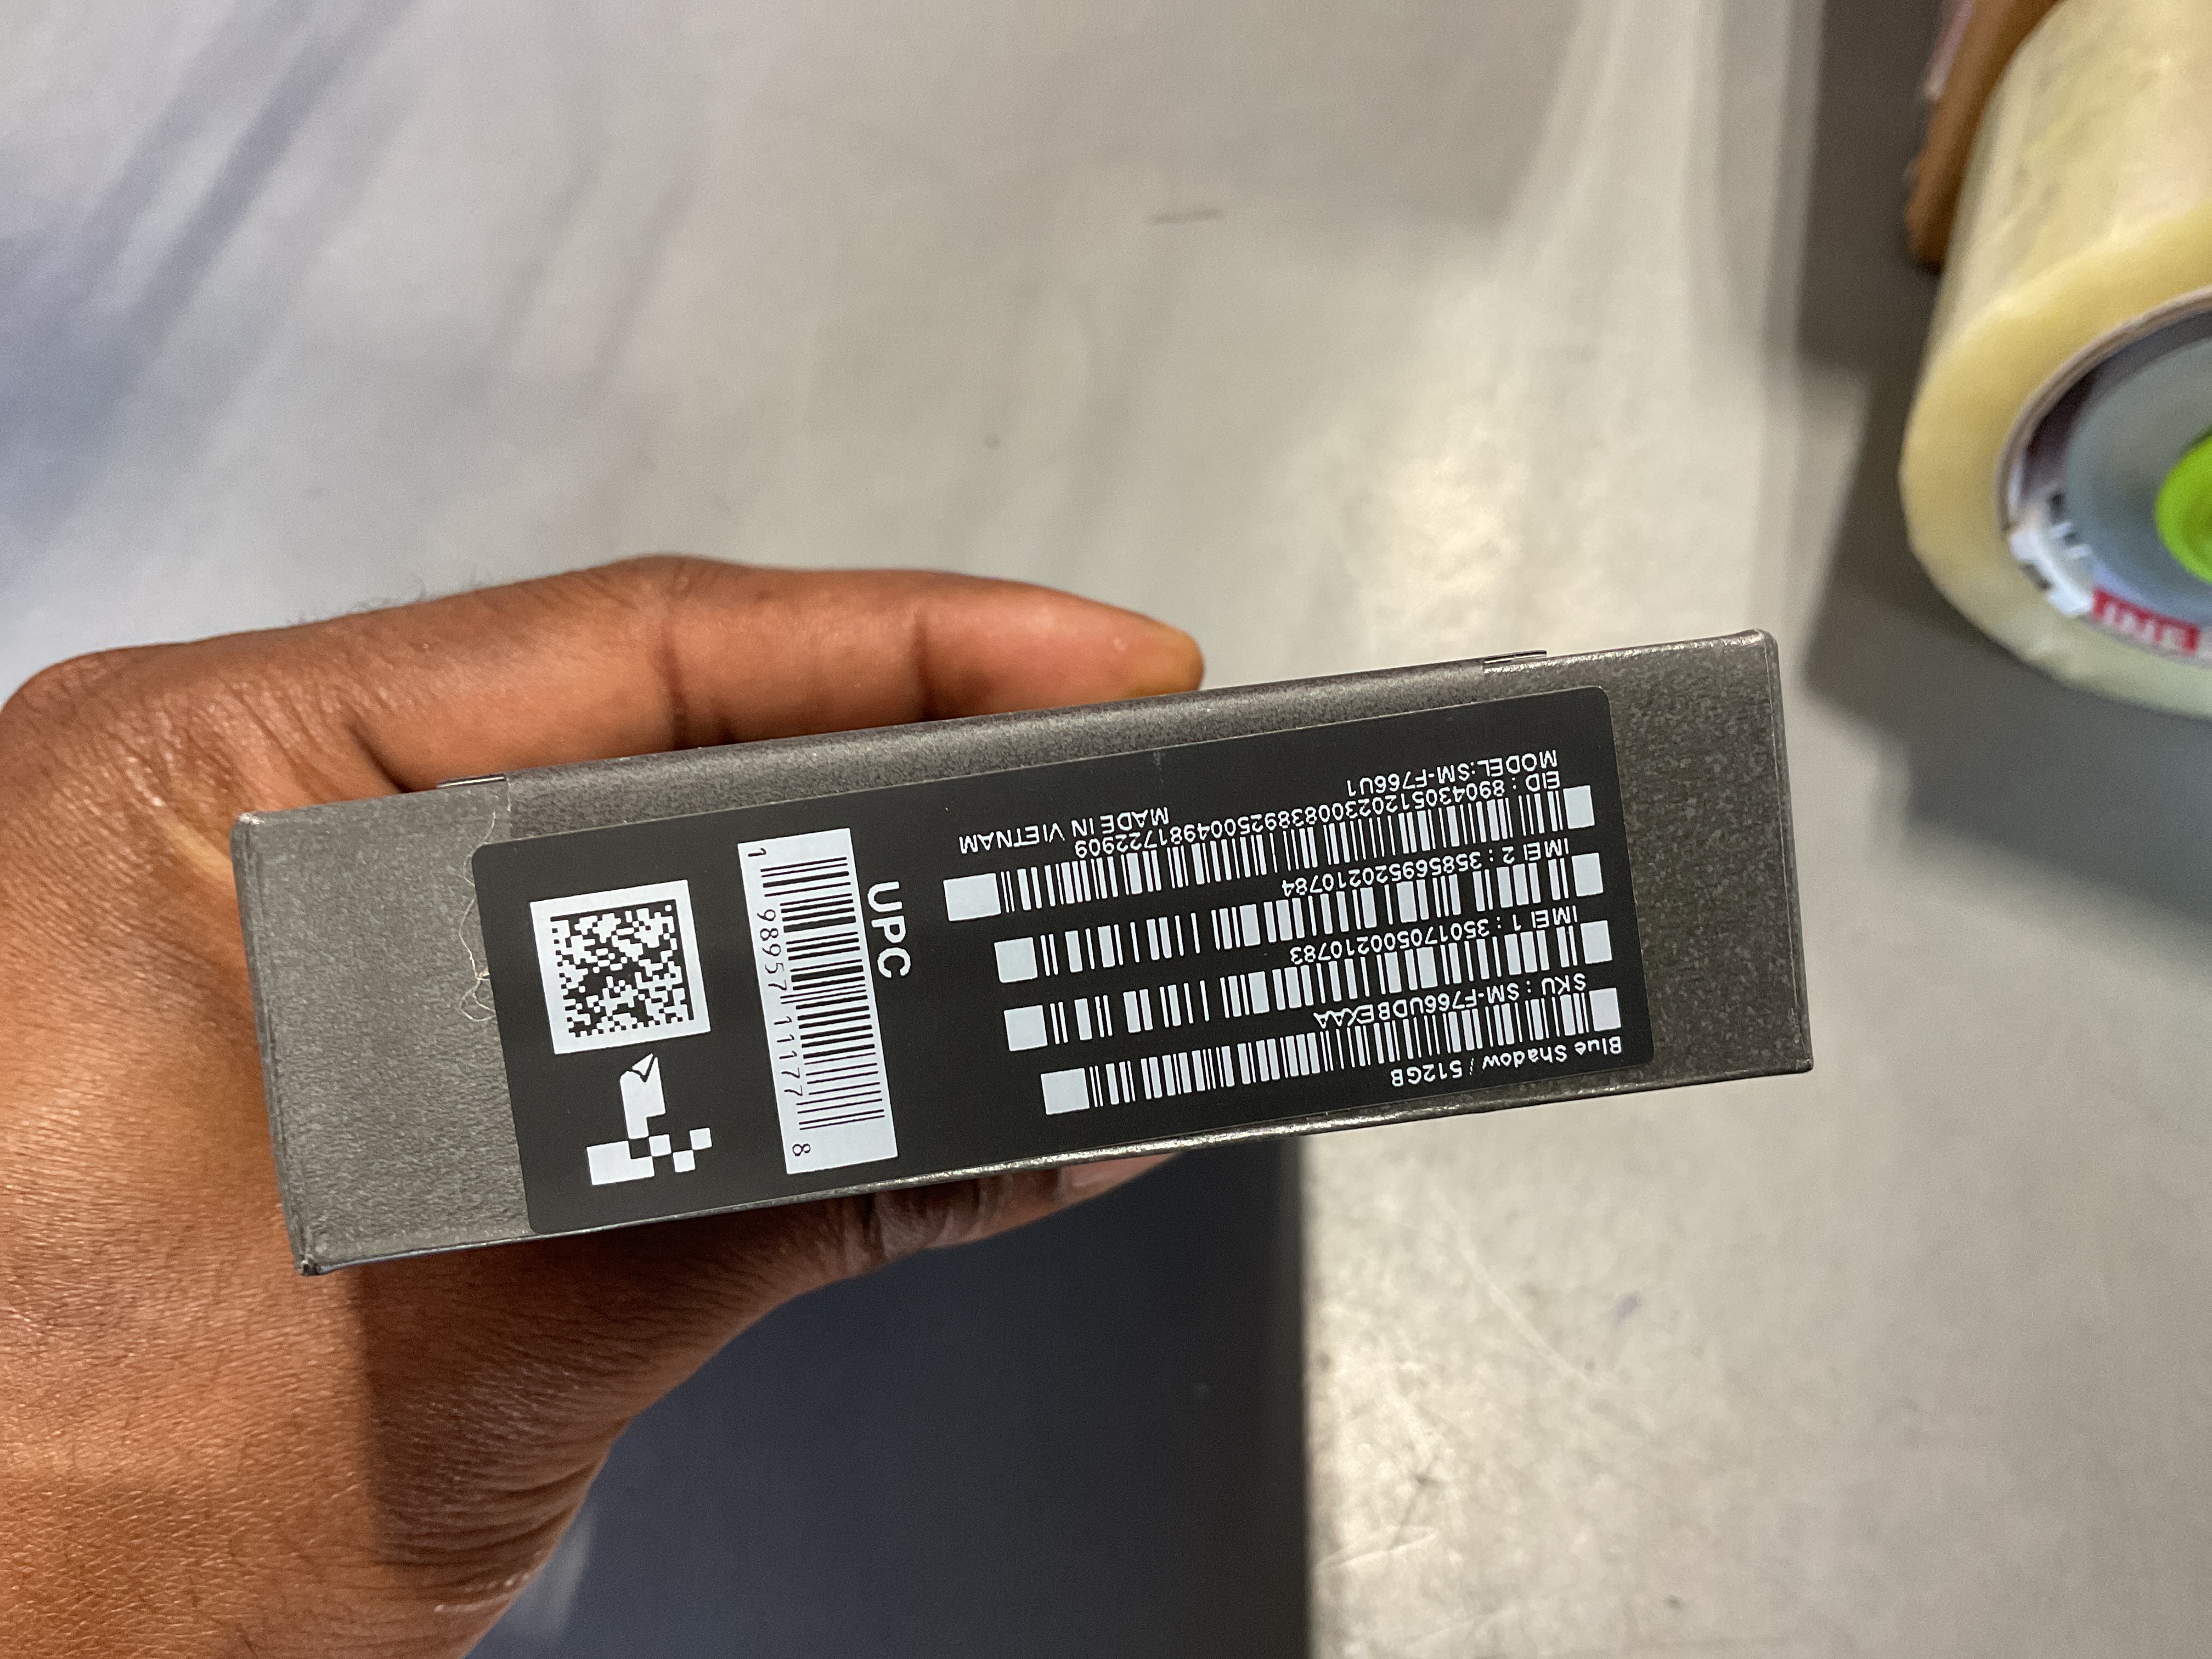 Blue Shadow / 512GB
SKU : SM-F766UDBEXAA
IMEI 1 : 350170500210783
IMEI 2 : 358569520210784
EID : 89043051202300838925004981722909
MODEL:SM-F766U1
MADE IN VIETNAM
UPC
1 98957 11177 8